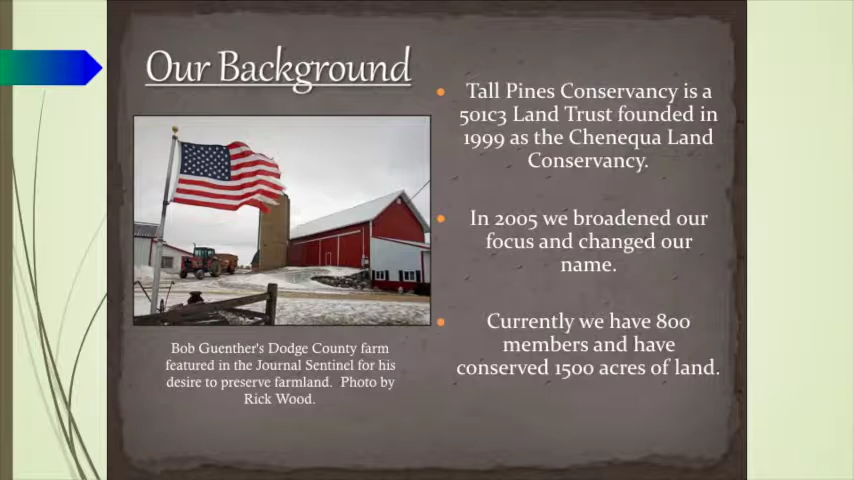 Our Background
Tall Pines Conservancy is a
501c3 Land Trust founded in
1999 as the Chenequa Land
Conservancy.
In 2005 we broadened our
focus and changed our
name.
Currently we have 800
members and have
conserved 1500 acres of land.
Bob Guenther's Dodge County farm
featured in the Journal Sentinel for his
desire to preserve farmland.  Photo by
Rick Wood.